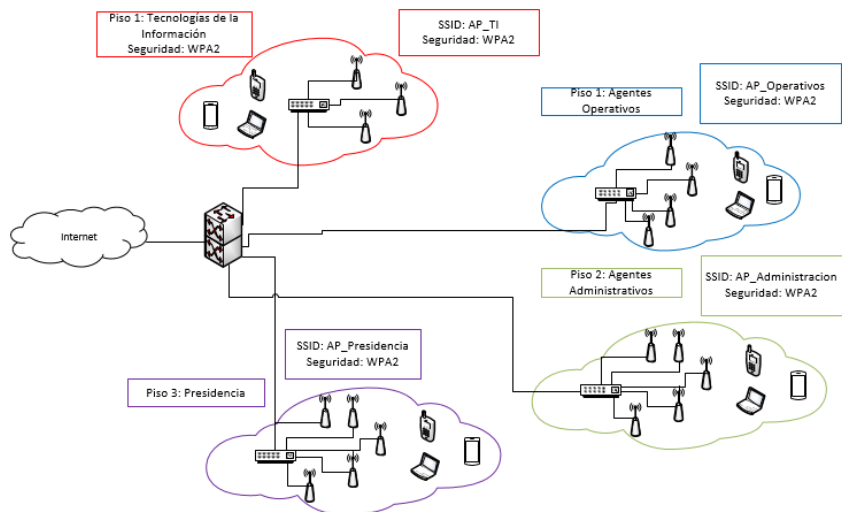 Piso 1: Tecnologías de la
Información
Seguridad: WPA2
SSID: AP_TI
Seguridad: WPA2
Piso 1: Agentes
Operativos
SSID: AP_Operativos
Seguridad: WPA2
Internet
Piso 2: Agentes
Administrativos
SSID: AP_Administracion
Seguridad: WPA2
SSID: AP_Presidencia
Seguridad: WPA2
Piso 3: Presidencia